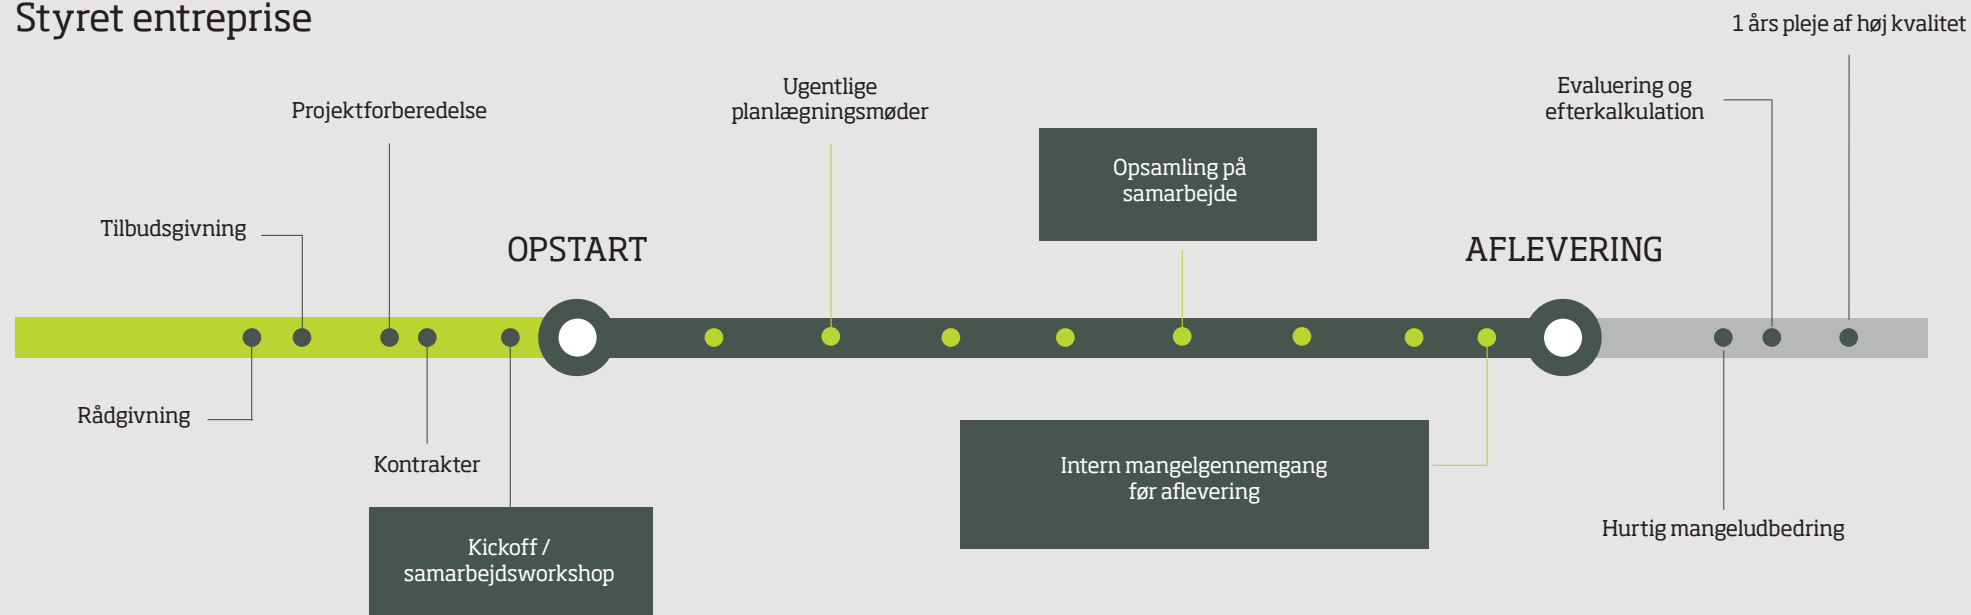 Styret entreprise
1 års pleje af høj kvalitet
Ugentlige
planlægningsmøder
Evaluering og
efterkalkulation
Projektforberedelse
Opsamling på
samarbejde
Tilbudsgivning
OPSTART
AFLEVERING
Rådgivning
Kontrakter
Intern mangelgennemgang
før aflevering
Hurtig mangeludbedring
Kickoff /
samarbejdsworkshop